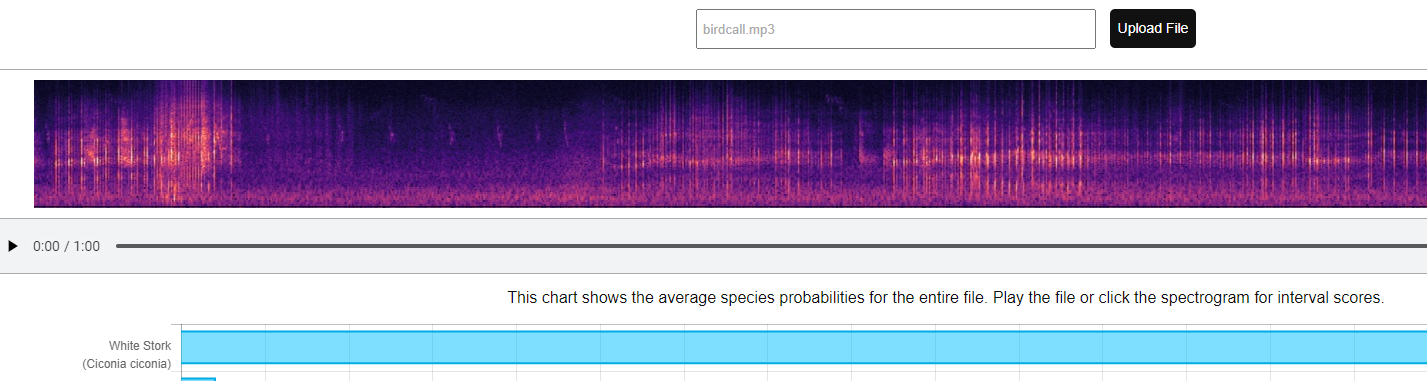 birdcall.mp3
Upload File
0:00 / 1:00
This chart shows the average species probabilities for the entire file. Play the file or click the spectrogram for interval scores.
White Stork
(Ciconia ciconia)